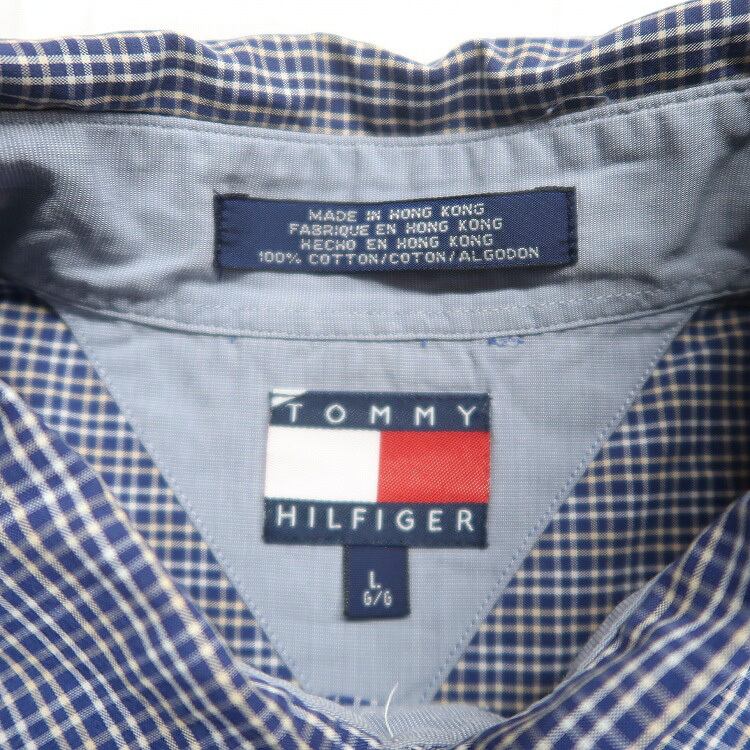 MADE IN HONG KONG
FABRIQUE EN HONG KONG
HECHO EN HONG KONG
100% COTTON/COTON/ALGODON
TOMMY
HILFIGER
L
G/G